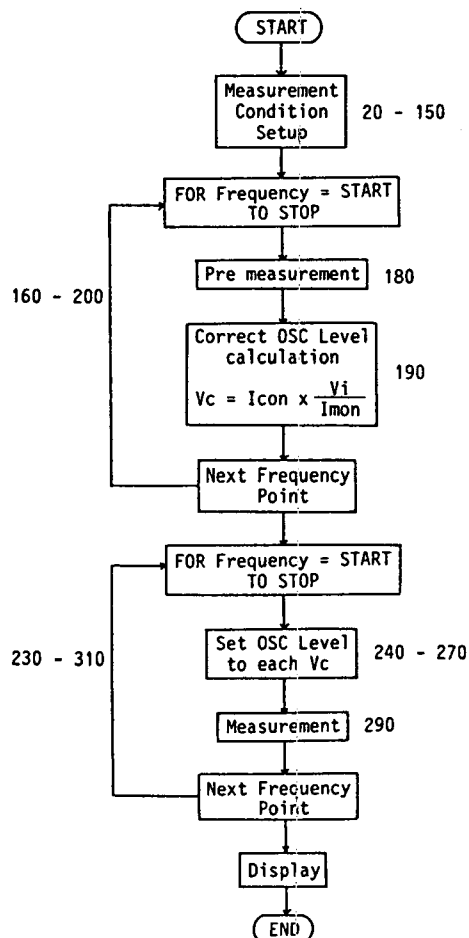 START
Measurement
Condition
Setup
20 - 150
FOR Frequency = START
TO STOP
Pre measurement
180
160 - 200
Correct OSC Level
calculation
Vc = Icon x Vi
Imon
190
Next Frequency
Point
FOR Frequency = START
TO STOP
230 - 310
Set OSC Level
to each Vc
240 - 270
Measurement
290
Next Frequency
Point
Display
END